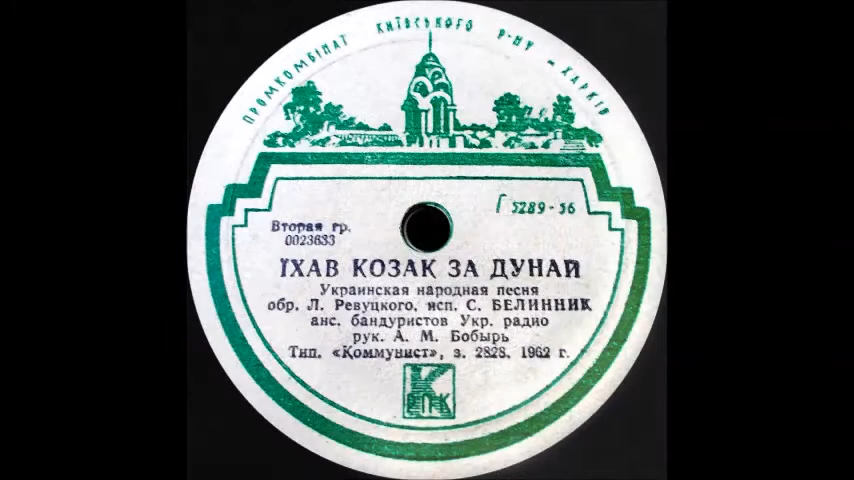 ПРОМКОМБІНАТ КИЇВСЬКОГО Р-НУ — ХАРКІВ
Г 5289-56
Вторая гр.
0023633
ЇХАВ КОЗАК ЗА ДУНАЙ
Украинская народная песня
обр. Л. Ревуцкого, исп. С. БЕЛИННИК
анс. бандуристов Укр. радио
рук. А. М. Бобырь
Тип. «Коммунист», з. 2828. 1962 г.
К
РПК